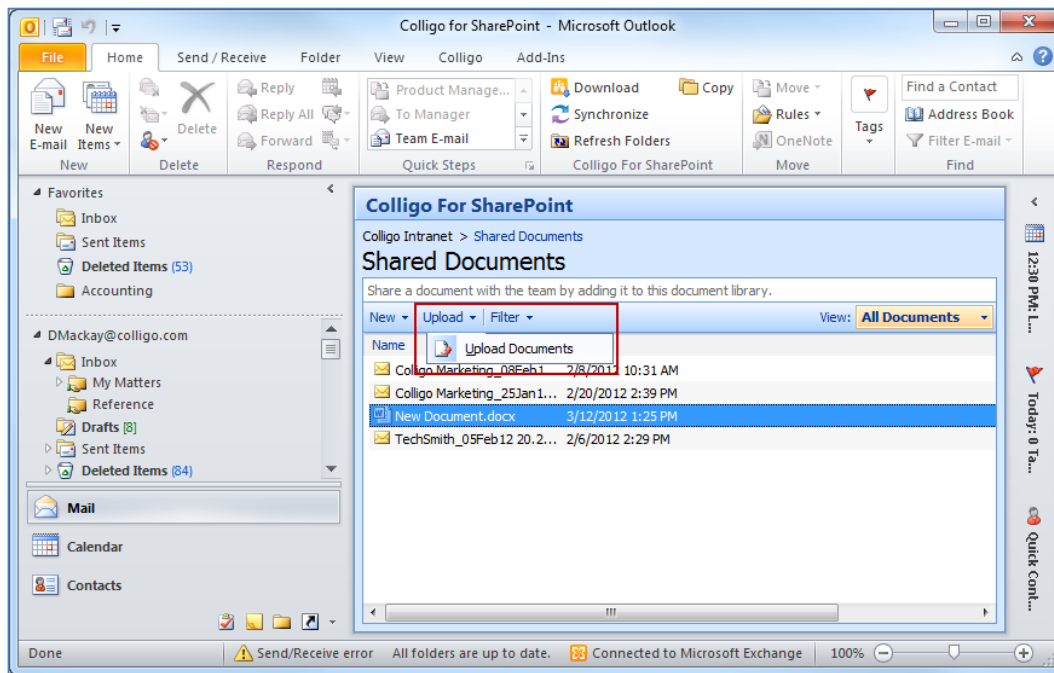 Colligo for SharePoint - Microsoft Outlook
File Home Send / Receive Folder View Colligo Add-Ins
New E-mail
New Items
New
Delete
Delete
Reply
Reply All
Forward
Respond
Product Manage...
To Manager
Team E-mail
Quick Steps
Download
Copy
Synchronize
Refresh Folders
Colligo For SharePoint
Move
Rules
OneNote
Move
Tags
Find a Contact
Address Book
Filter E-mail
Find
Favorites
Inbox
Sent Items
Deleted Items (53)
Accounting
DMackay@colligo.com
Inbox
My Matters
Reference
Drafts [8]
Sent Items
Deleted Items (84)
Mail
Calendar
Contacts
Colligo For SharePoint
Colligo Intranet > Shared Documents
Shared Documents
Share a document with the team by adding it to this document library.
New Upload Filter View: All Documents
Name
Upload Documents
Colligo Marketing_08Feb1... 2/8/2012 10:31 AM
Colligo Marketing_25Jan1... 2/20/2012 2:39 PM
New Document.docx 3/12/2012 1:25 PM
TechSmith_05Feb12 20.2... 2/6/2012 2:29 PM
12:30 PM: L...
Today: 0 Ta...
Quick Cont...
Done Send/Receive error All folders are up to date. Connected to Microsoft Exchange 100%